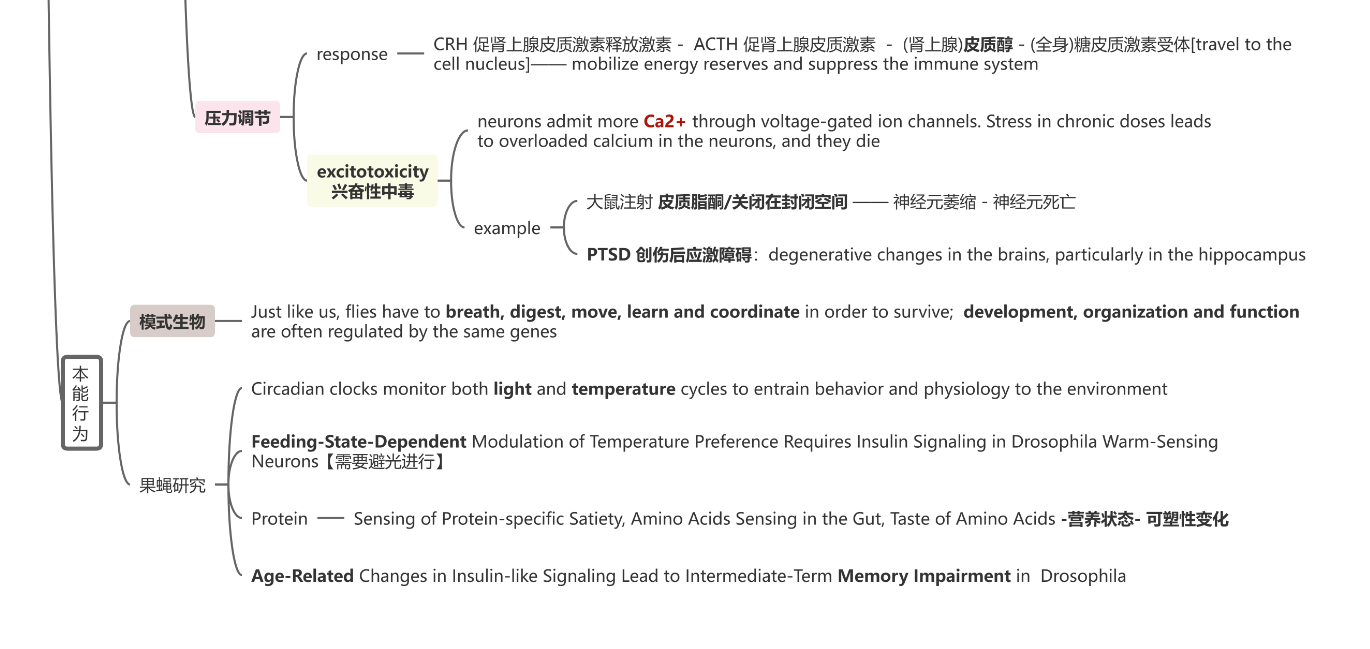 response
CRH 促肾上腺皮质激素释放激素 - ACTH 促肾上腺皮质激素 - (肾上腺)皮质醇 - (全身)糖皮质激素受体[travel to the
cell nucleus]—— mobilize energy reserves and suppress the immune system
压力调节
neurons admit more Ca2+ through voltage-gated ion channels. Stress in chronic doses leads
to overloaded calcium in the neurons, and they die
excitotoxicity
兴奋性中毒
大鼠注射 皮质脂酮/关闭在封闭空间 —— 神经元萎缩 - 神经元死亡
example
PTSD 创伤后应激障碍：degenerative changes in the brains, particularly in the hippocampus
模式生物
Just like us, flies have to breath, digest, move, learn and coordinate in order to survive; development, organization and function
are often regulated by the same genes
本
能
行
为
Circadian clocks monitor both light and temperature cycles to entrain behavior and physiology to the environment
Feeding-State-Dependent Modulation of Temperature Preference Requires Insulin Signaling in Drosophila Warm-Sensing
Neurons【需要避光进行】
果蝇研究
Protein
Sensing of Protein-specific Satiety, Amino Acids Sensing in the Gut, Taste of Amino Acids -营养状态- 可塑性变化
Age-Related Changes in Insulin-like Signaling Lead to Intermediate-Term Memory Impairment in Drosophila